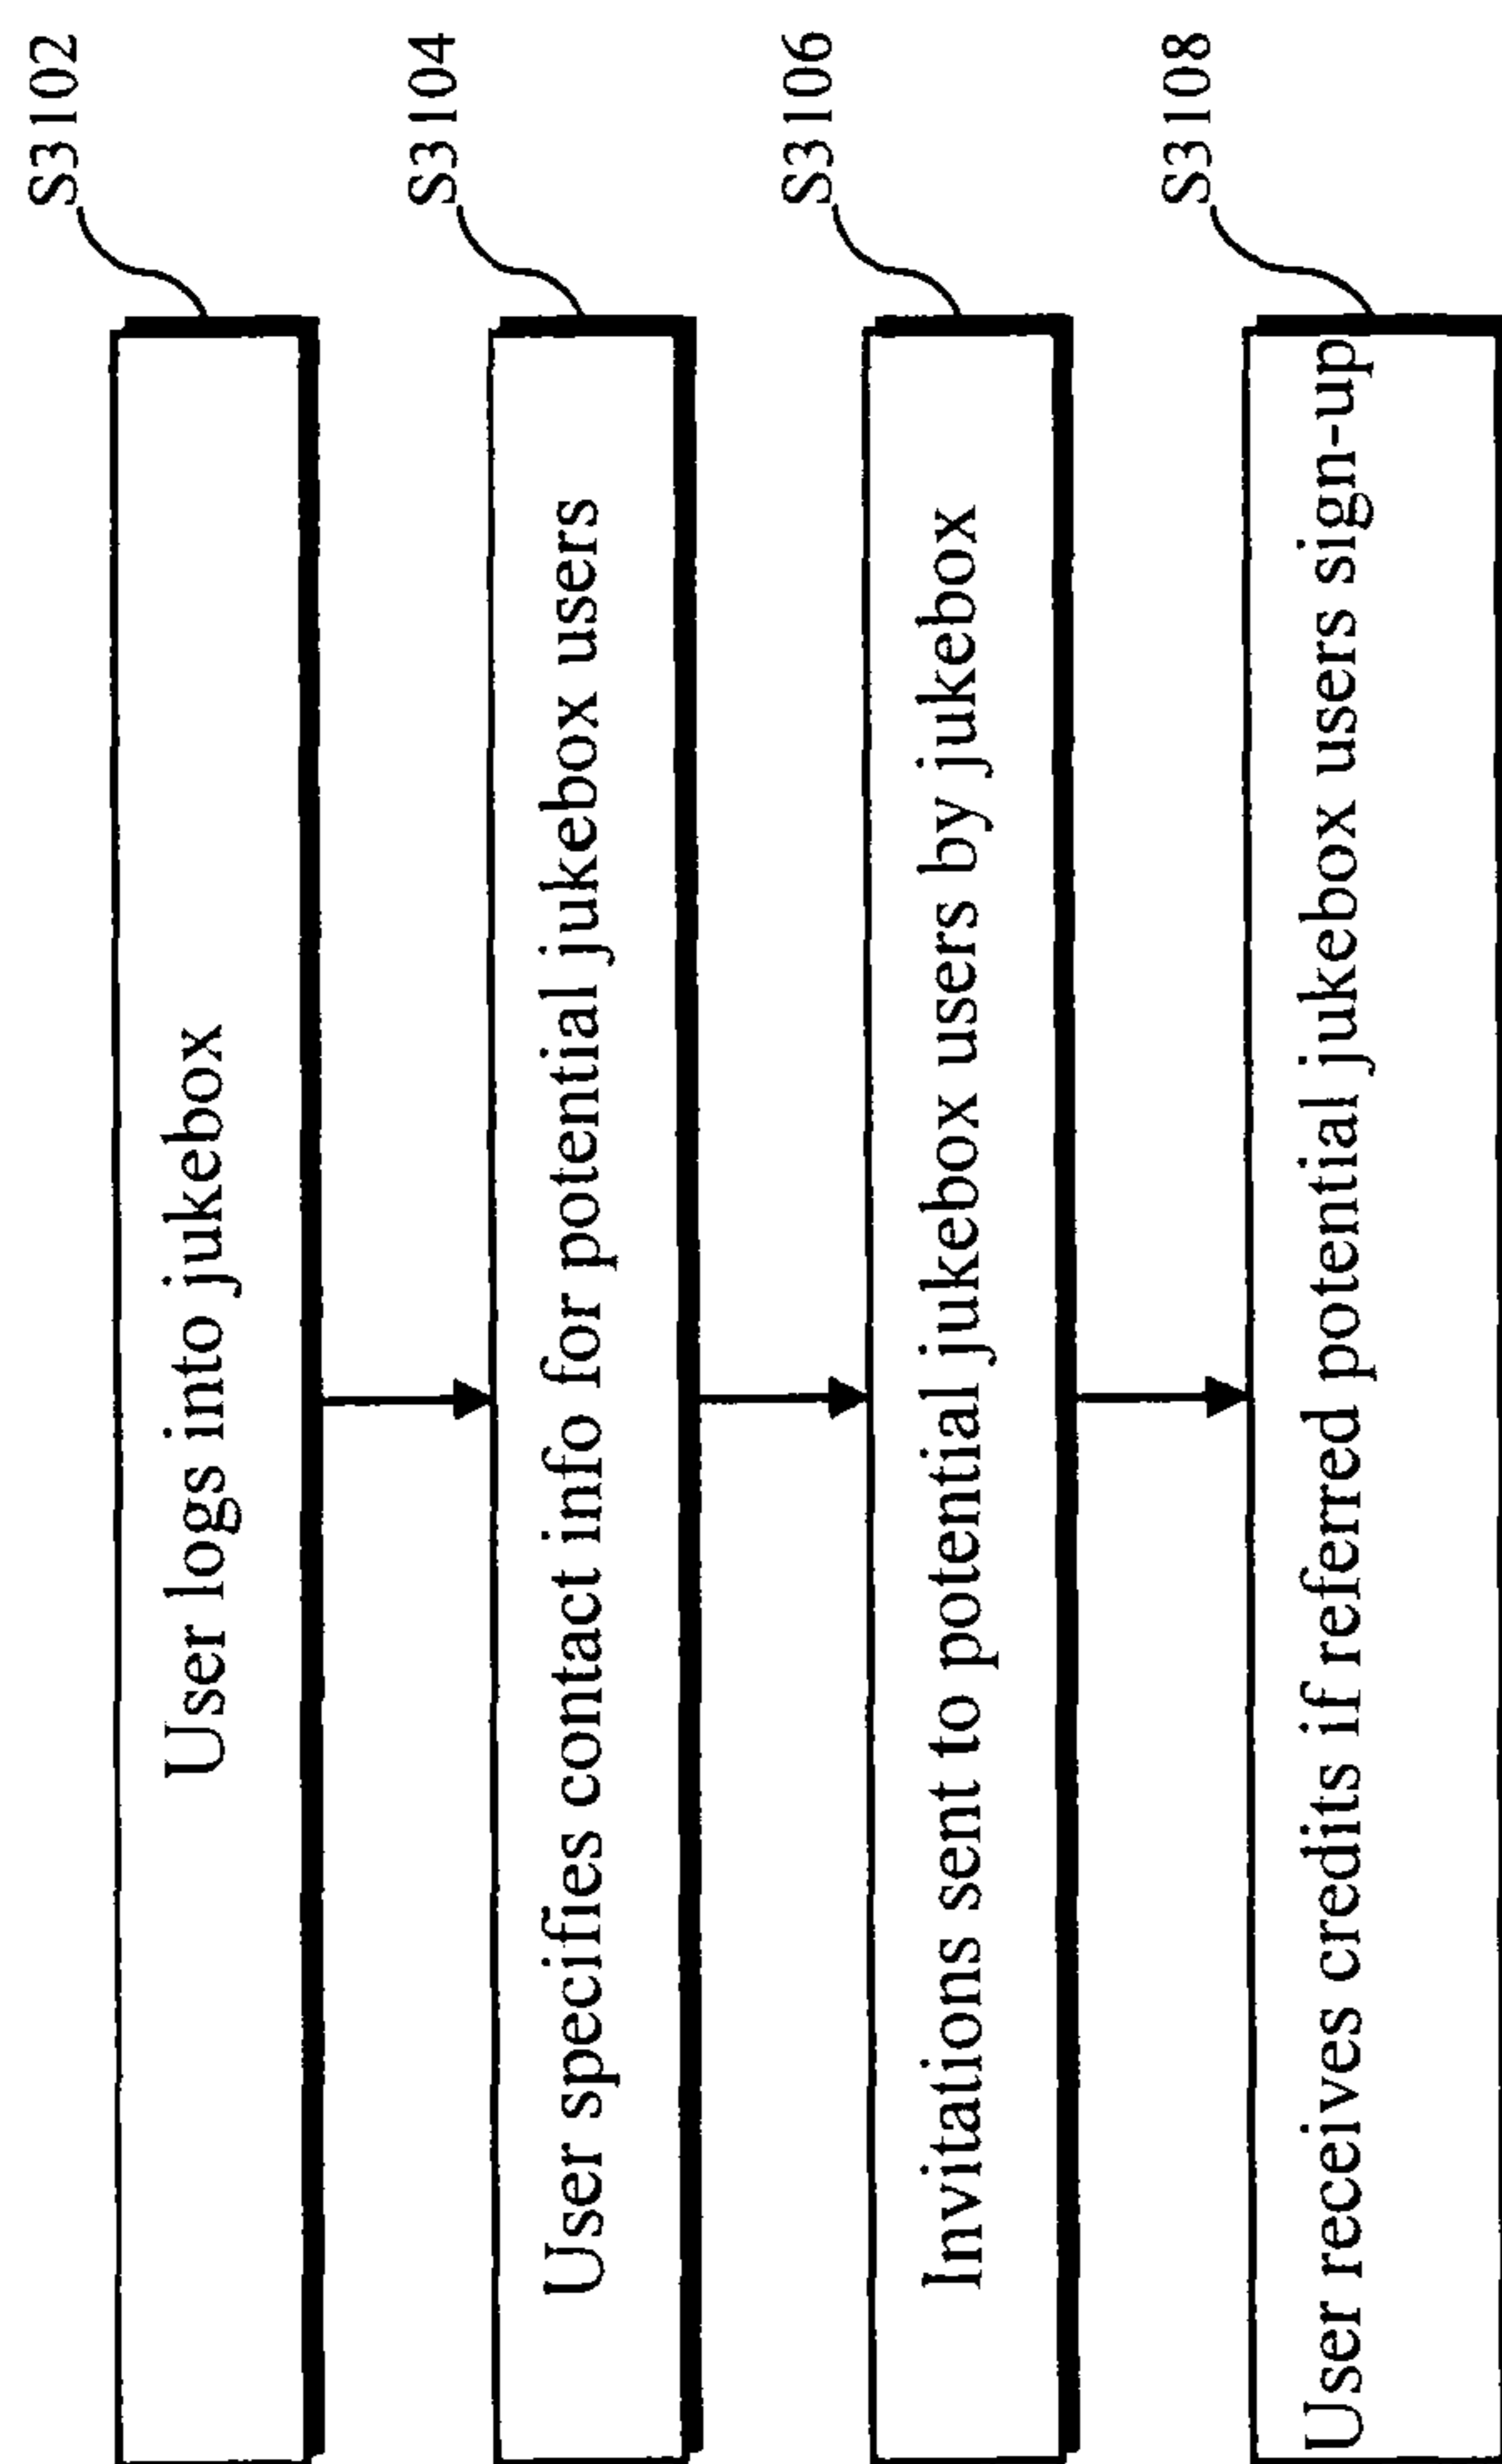 S3102
User logs into jukebox
S3104
User specifies contact info for potential jukebox users
S3106
Invitations sent to potential jukebox users by jukebox
S3108
User receives credits if referred potential jukebox users sign-up